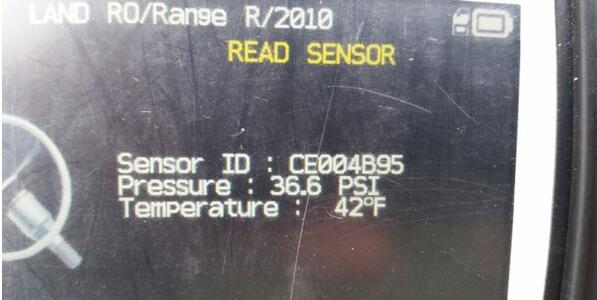 LAND RO/Range R/2010
READ SENSOR
Sensor ID : CE004B95
Pressure : 36.6 PSI
Temperature : 42°F